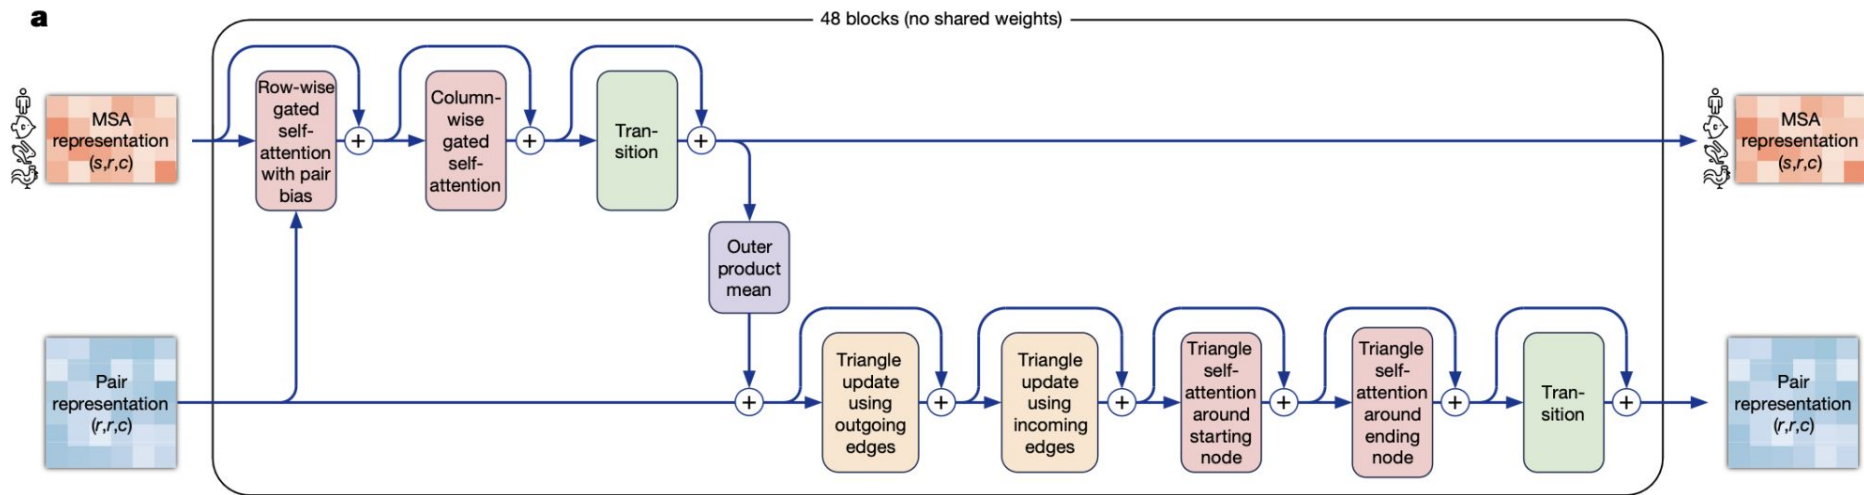 a
48 blocks (no shared weights)
MSA
representation
(s,r,c)
Row-wise
gated
self-
attention
with pair
bias
+
Column-
wise
gated
self-
attention
+
Tran-
sition
+
MSA
representation
(s,r,c)
Outer
product
mean
Pair
representation
(r,r,c)
+
Triangle
update
using
outgoing
edges
+
Triangle
update
using
incoming
edges
+
Triangle
self-
attention
around
starting
node
+
Triangle
self-
attention
around
ending
node
+
Tran-
sition
+
Pair
representation
(r,r,c)